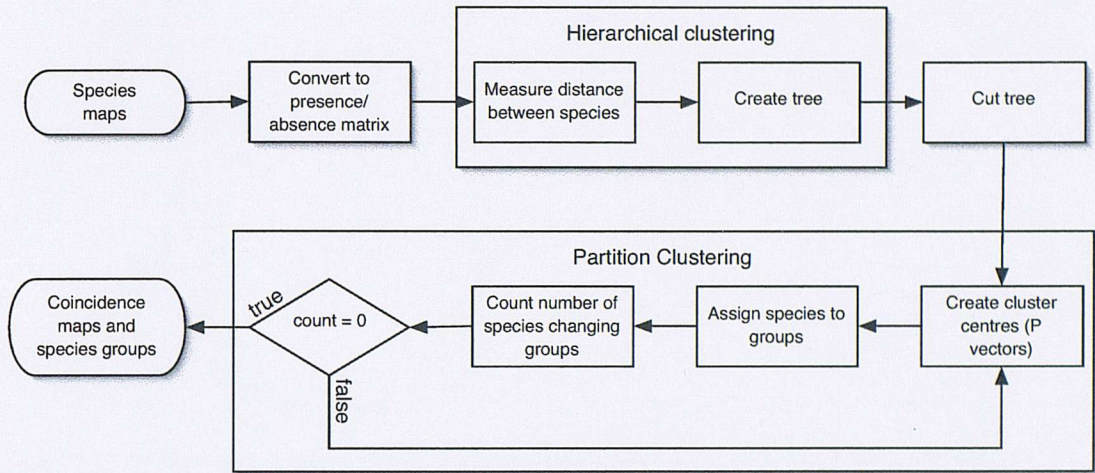 Hierarchical clustering
Species
maps
Convert to
presence/
absence matrix
Measure distance
between species
Create tree
Cut tree
Partition Clustering
Coincidence
maps and
species groups
true
count = 0
false
Count number of
species changing
groups
Assign species to
groups
Create cluster
centres (P
vectors)